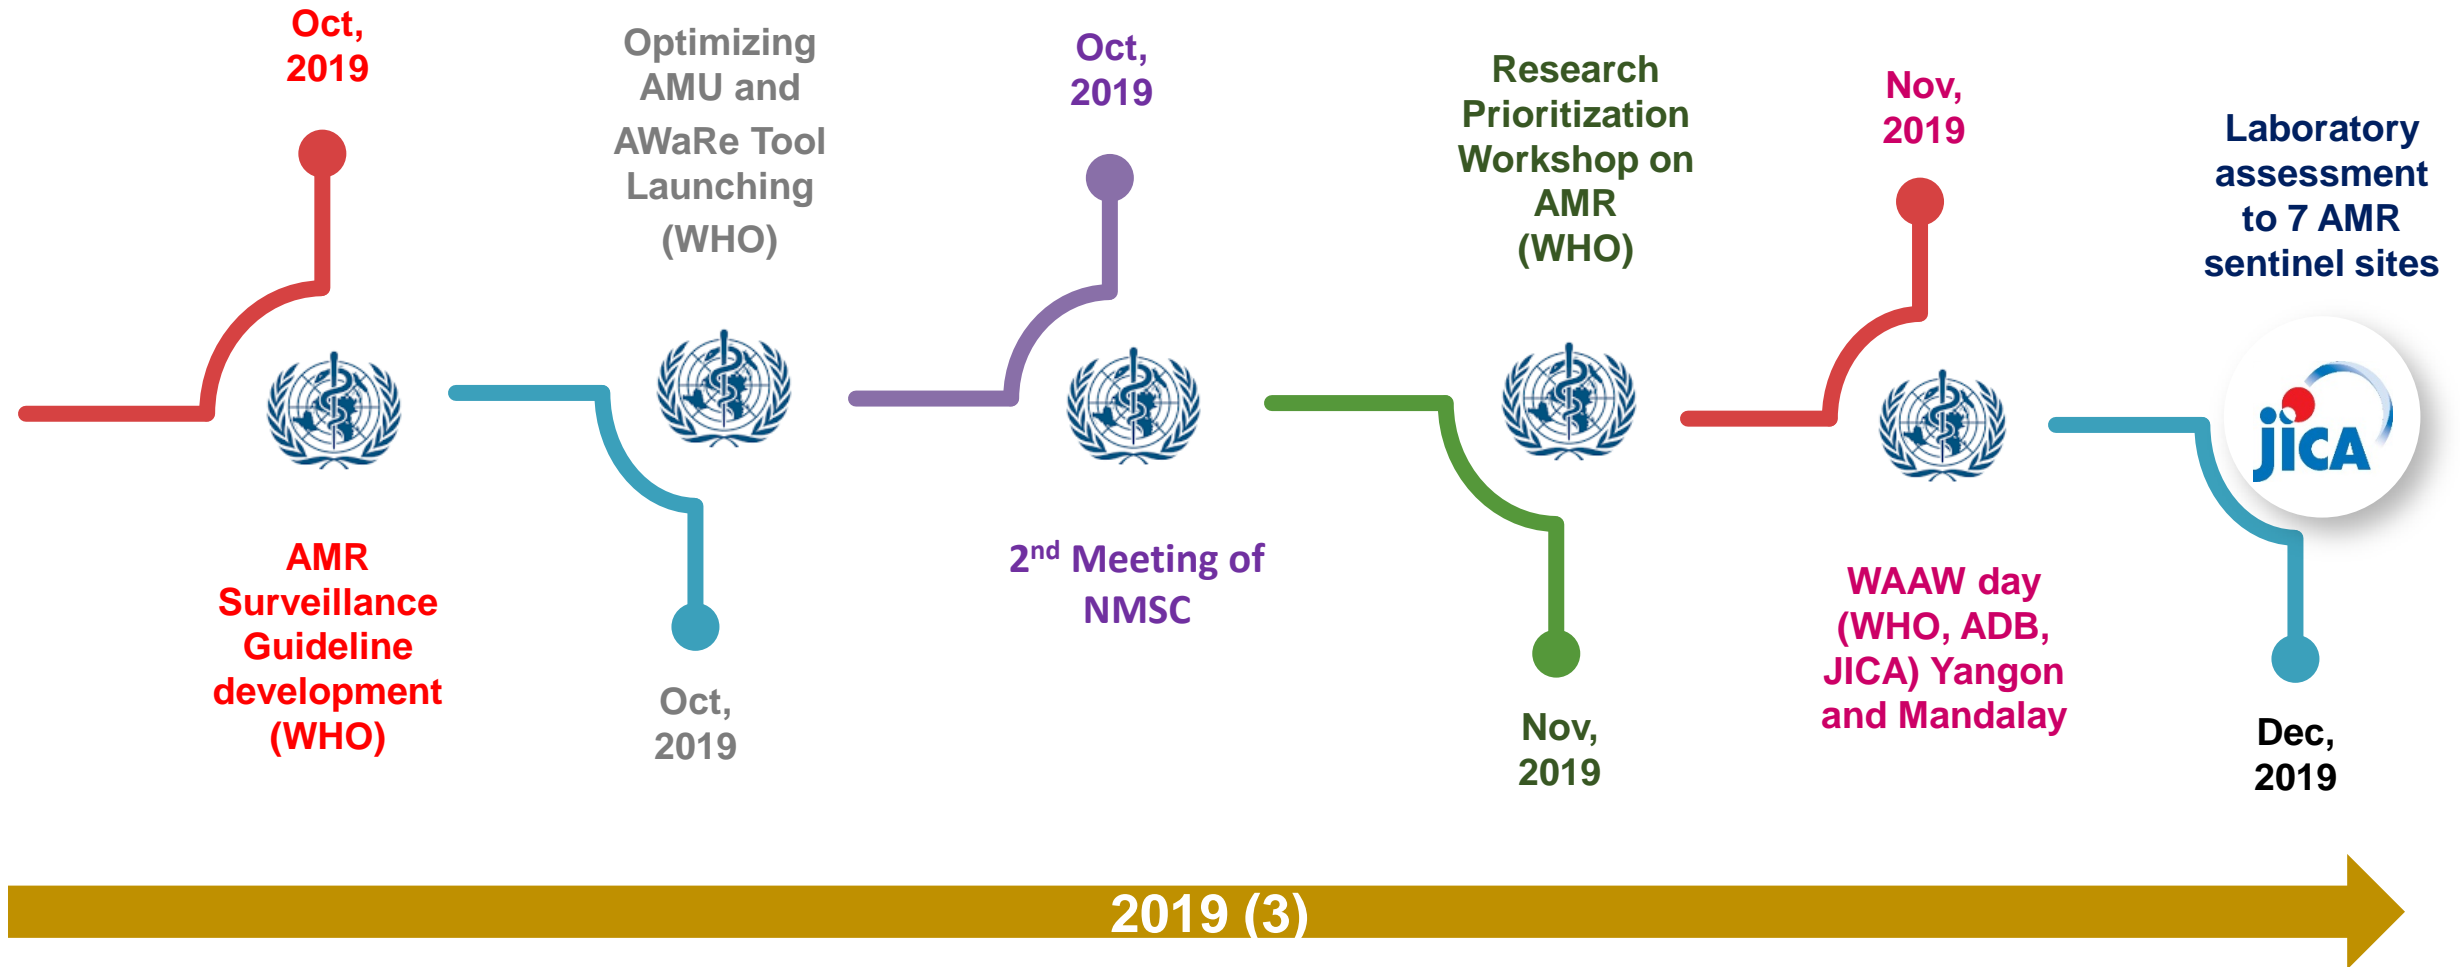 Oct,
2019
AMR
Surveillance
Guideline
development
(WHO)
Optimizing
AMU and
AWaRe Tool
Launching
(WHO)
Oct,
2019
Oct,
2019
2nd Meeting of
NMSC
Research
Prioritization
Workshop on
AMR
(WHO)
Nov,
2019
Nov,
2019
WAAW day
(WHO, ADB,
JICA) Yangon
and Mandalay
Laboratory
assessment
to 7 AMR
sentinel sites
jICA
Dec,
2019
2019 (3)